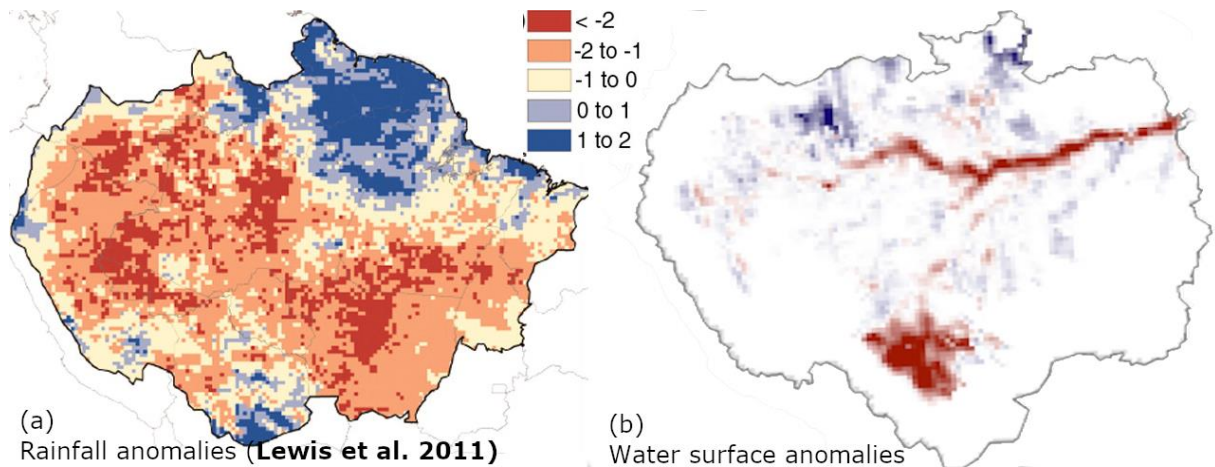 ) < -2
-2 to -1
-1 to 0
0 to 1
1 to 2
(a)
Rainfall anomalies (Lewis et al. 2011)
(b)
Water surface anomalies